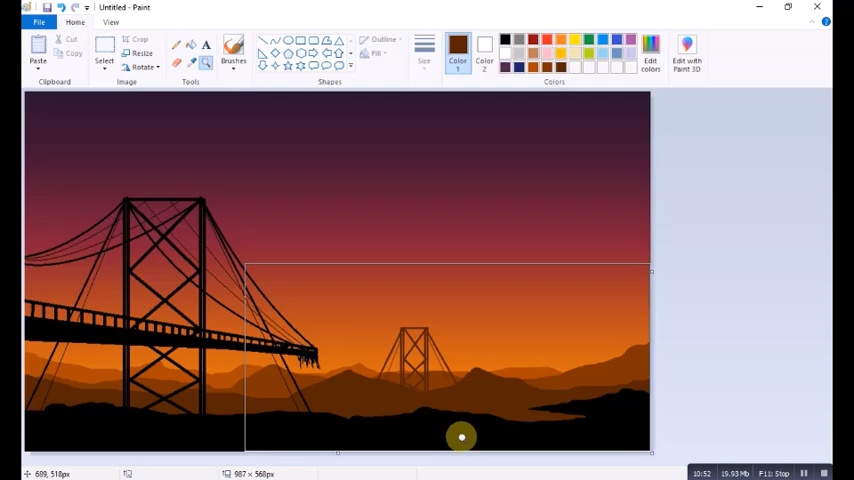 Untitled - Paint
File Home View
Cut Crop Outline
Copy Resize Fill
Paste Select Rotate Brushes Size Color 1 Color 2 Edit colors Edit with Paint 3D
A
Clipboard Image Tools Shapes Colors
689, 518px 987 × 568px 10:52 19.93 MB F11: Stop